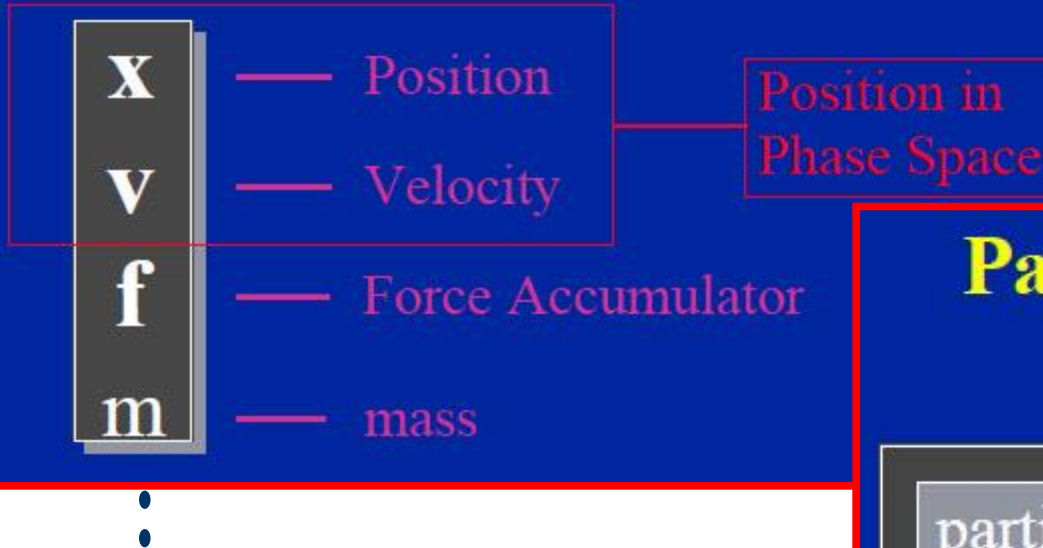 x Position
v Velocity
Position in
Phase Space
f Force Accumulator
m mass